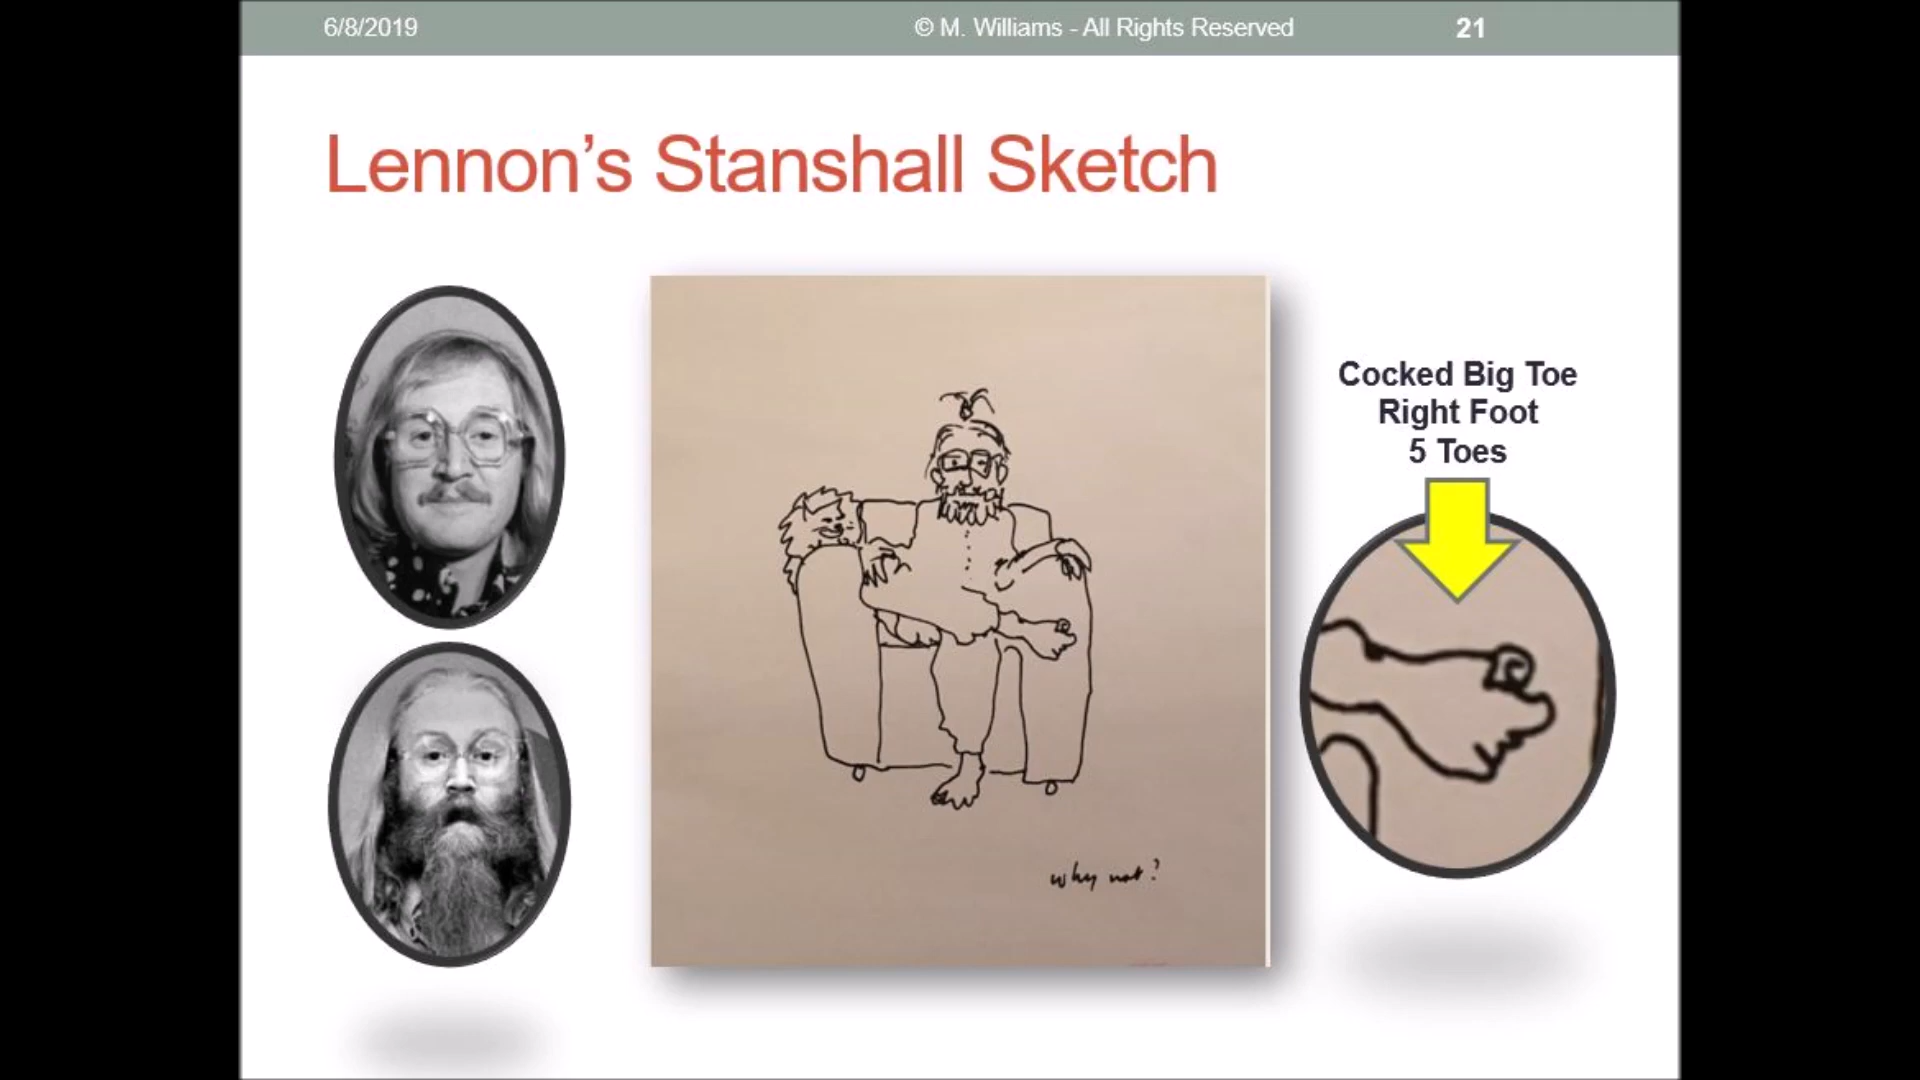 6/8/2019
© M. Williams - All Rights Reserved
21
Lennon’s Stanshall Sketch
Cocked Big Toe
Right Foot
5 Toes
why not?